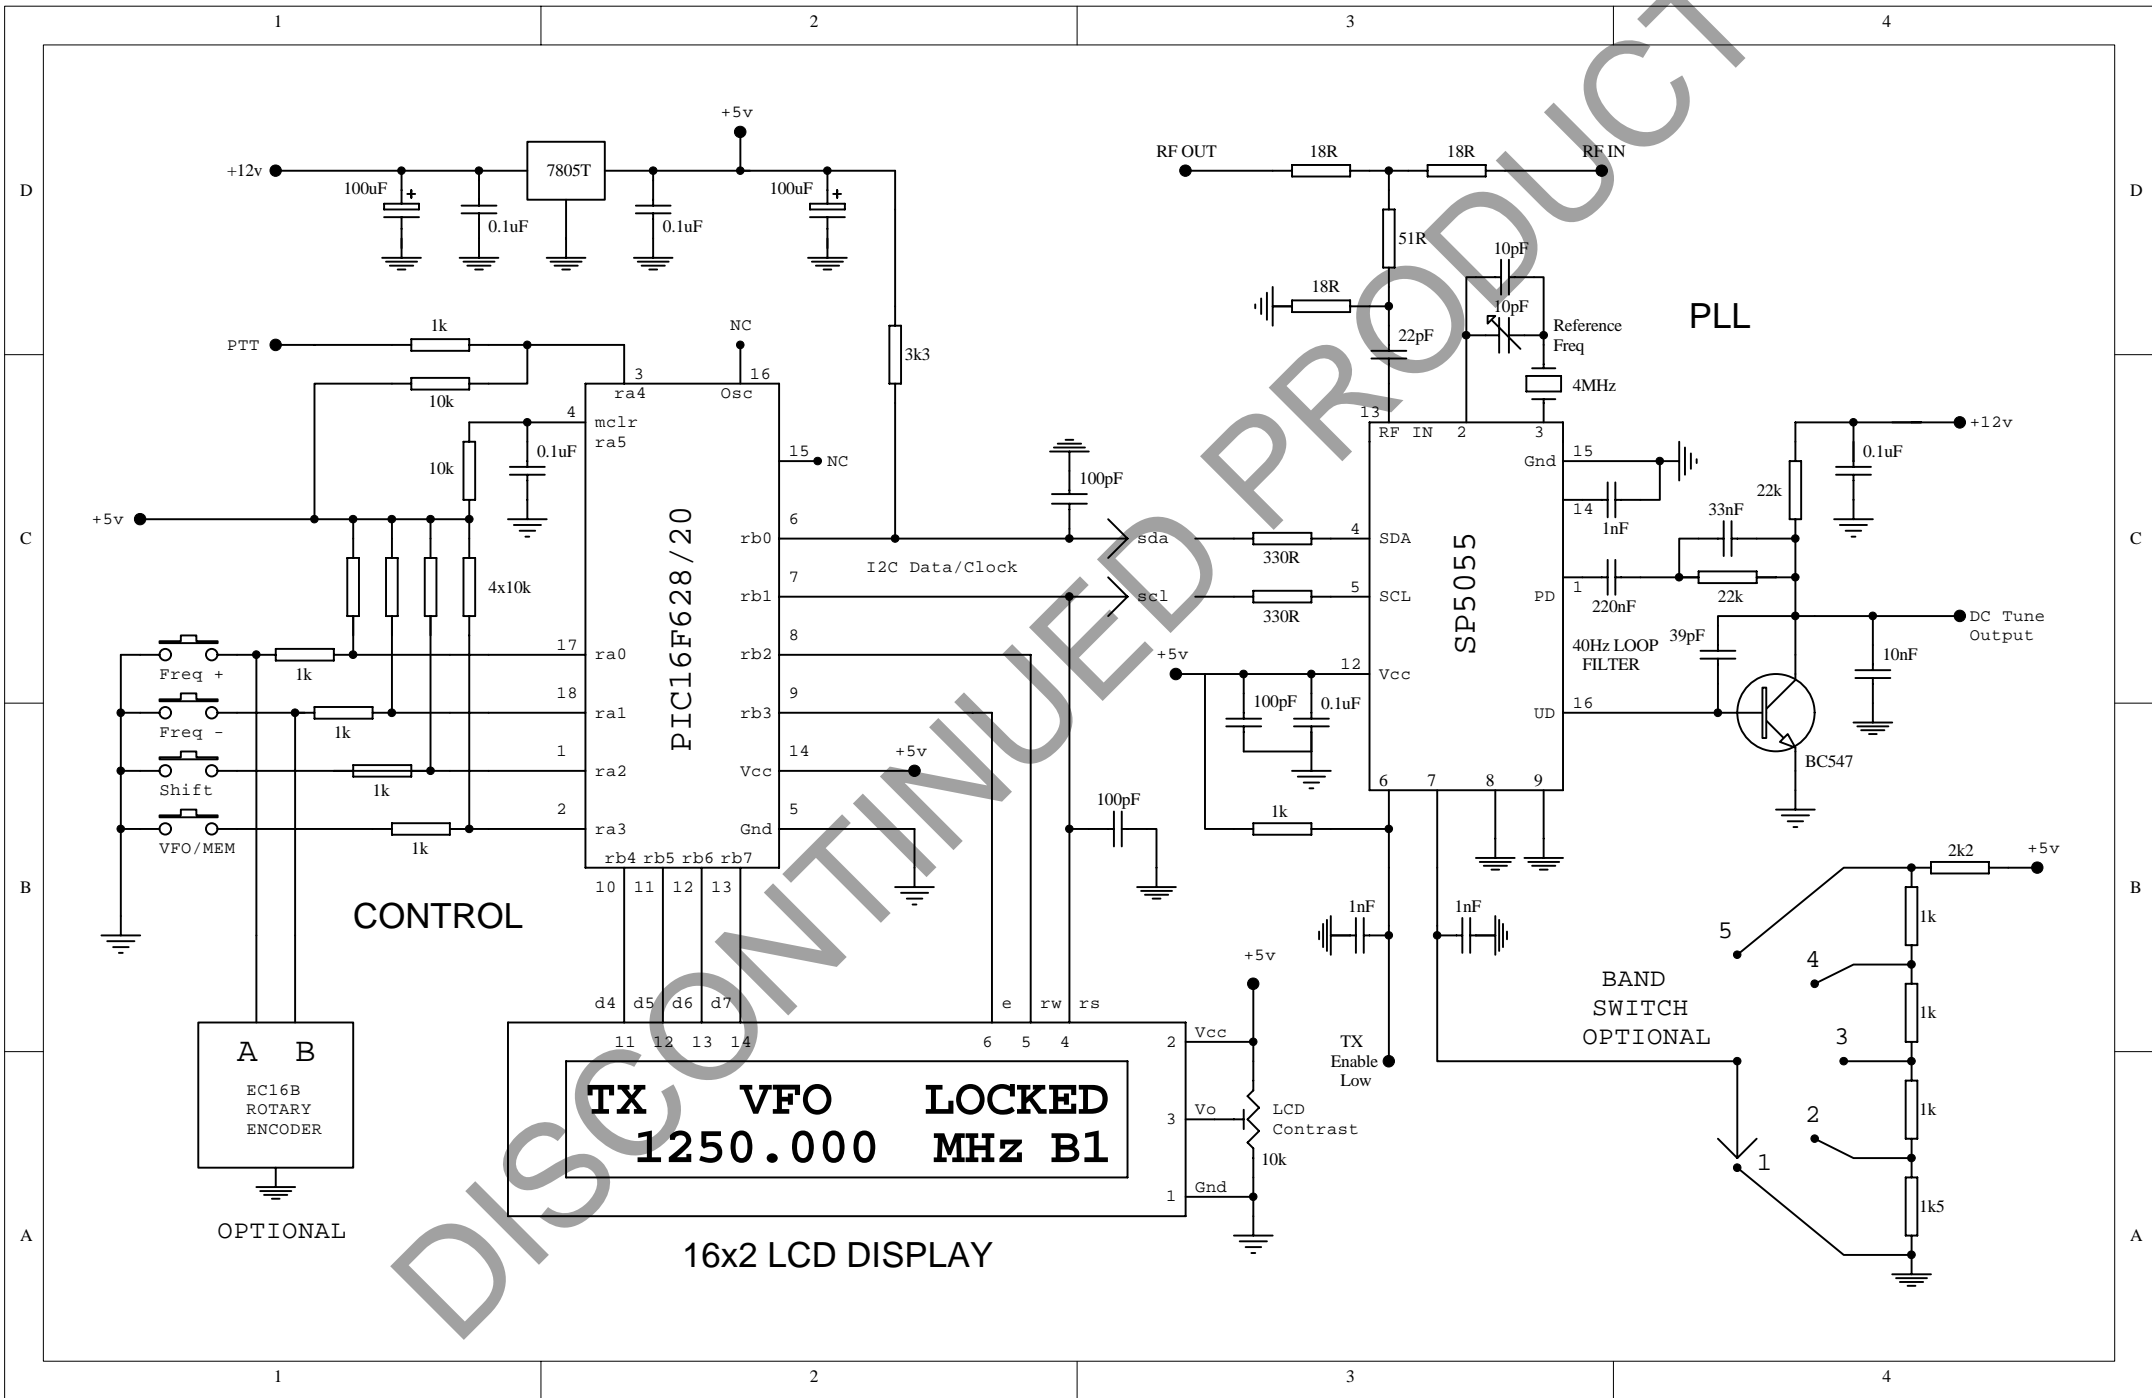 1 2 3 4
D D
C C
B B
A A
1 2 3 4
DISCONTINUED PRODUCT
+12v
100uF
+
0.1uF
7805T
0.1uF
+5v
100uF
+
3k3
PTT
1k
10k
NC
3
ra4
16
Osc
4
mclr
ra5
10k
0.1uF
15
NC
+5v
4x10k
PIC16F628/20
6
rb0
7
rb1
8
rb2
9
rb3
14
Vcc
+5v
5
Gnd
17
ra0
18
ra1
1
ra2
2
ra3
Freq +
1k
Freq -
1k
Shift
1k
VFO/MEM
1k
rb4 rb5 rb6 rb7
10 11 12 13
CONTROL
A B
EC16B
ROTARY
ENCODER
OPTIONAL
d4 d5 d6 d7
e rw rs
11 12 13 14
6 5 4
TX VFO LOCKED
1250.000 MHz B1
2
Vcc
3
Vo
1
Gnd
+5v
LCD
Contrast
10k
16x2 LCD DISPLAY
I2C Data/Clock
100pF
sda
scl
330R
330R
100pF
RF OUT
18R
18R
RF IN
51R
18R
22pF
10pF
10pF
Reference
Freq
4MHz
PLL
13
RF IN
2
3
SP5055
4
SDA
5
SCL
12
Vcc
+5v
100pF
0.1uF
1k
6
7
8
9
Gnd
15
14
1nF
PD
1
220nF
UD
16
33nF
22k
22k
0.1uF
+12v
DC Tune
Output
39pF
10nF
40Hz LOOP
FILTER
BC547
1nF
1nF
TX
Enable
Low
BAND
SWITCH
OPTIONAL
5
4
3
2
1
2k2
+5v
1k
1k
1k
1k5